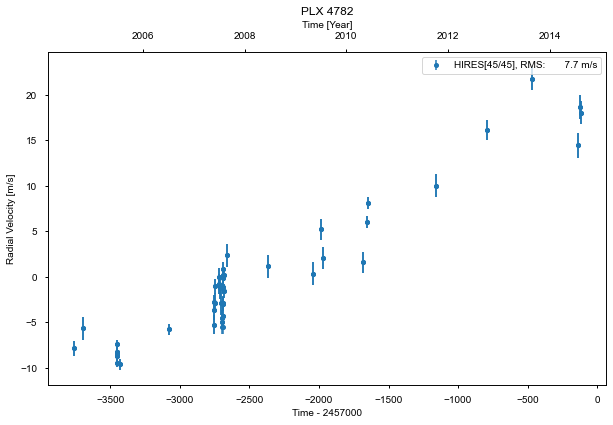 PLX 4782
Time [Year]
2006 2008 2010 2012 2014
HIRES[45/45], RMS: 7.7 m/s
Radial Velocity [m/s]
20
15
10
5
0
−5
−10
−3500 −3000 −2500 −2000 −1500 −1000 −500 0
Time - 2457000